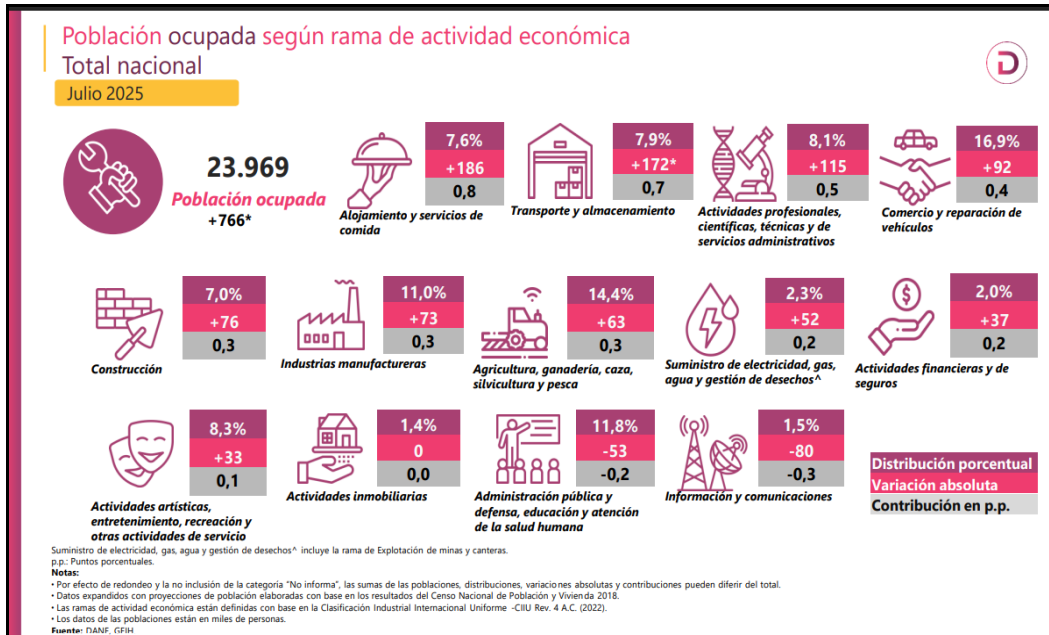 Población ocupada según rama de actividad económica
Total nacional
Julio 2025
D
23.969
Población ocupada
+766*
7,6%
+186
0,8
Alojamiento y servicios de
comida
7,9%
+172*
0,7
Transporte y almacenamiento
8,1%
+115
0,5
Actividades profesionales,
científicas, técnicas y de
servicios administrativos
16,9%
+92
0,4
Comercio y reparación de
vehículos
7,0%
+76
0,3
Construcción
11,0%
+73
0,3
Industrias manufactureras
14,4%
+63
0,3
Agricultura, ganadería, caza,
silvicultura y pesca
2,3%
+52
0,2
Suministro de electricidad, gas,
agua y gestión de desechos^
$
2,0%
+37
0,2
Actividades financieras y de
seguros
8,3%
+33
0,1
Actividades artísticas,
entretenimiento, recreación y
otras actividades de servicio
1,4%
0
0,0
Actividades inmobiliarias
11,8%
-53
-0,2
Administración pública y
defensa, educación y atención
de la salud humana
1,5%
-80
-0,3
Información y comunicaciones
Distribución porcentual
Variación absoluta
Contribución en p.p.
Suministro de electricidad, gas, agua y gestión de desechos^ incluye la rama de Explotación de minas y canteras.
p.p.: Puntos porcentuales.
Notas:
• Por efecto de redondeo y la no inclusión de la categoría "No informa", las sumas de las poblaciones, distribuciones, variaciones absolutas y contribuciones pueden diferir del total.
• Datos expandidos con proyecciones de población elaboradas con base en los resultados del Censo Nacional de Población y Vivienda 2018.
• Las ramas de actividad económica están definidas con base en la Clasificación Industrial Internacional Uniforme -CIIU Rev. 4 A.C. (2022).
• Los datos de las poblaciones están en miles de personas.
Fuente: DANE, GEIH